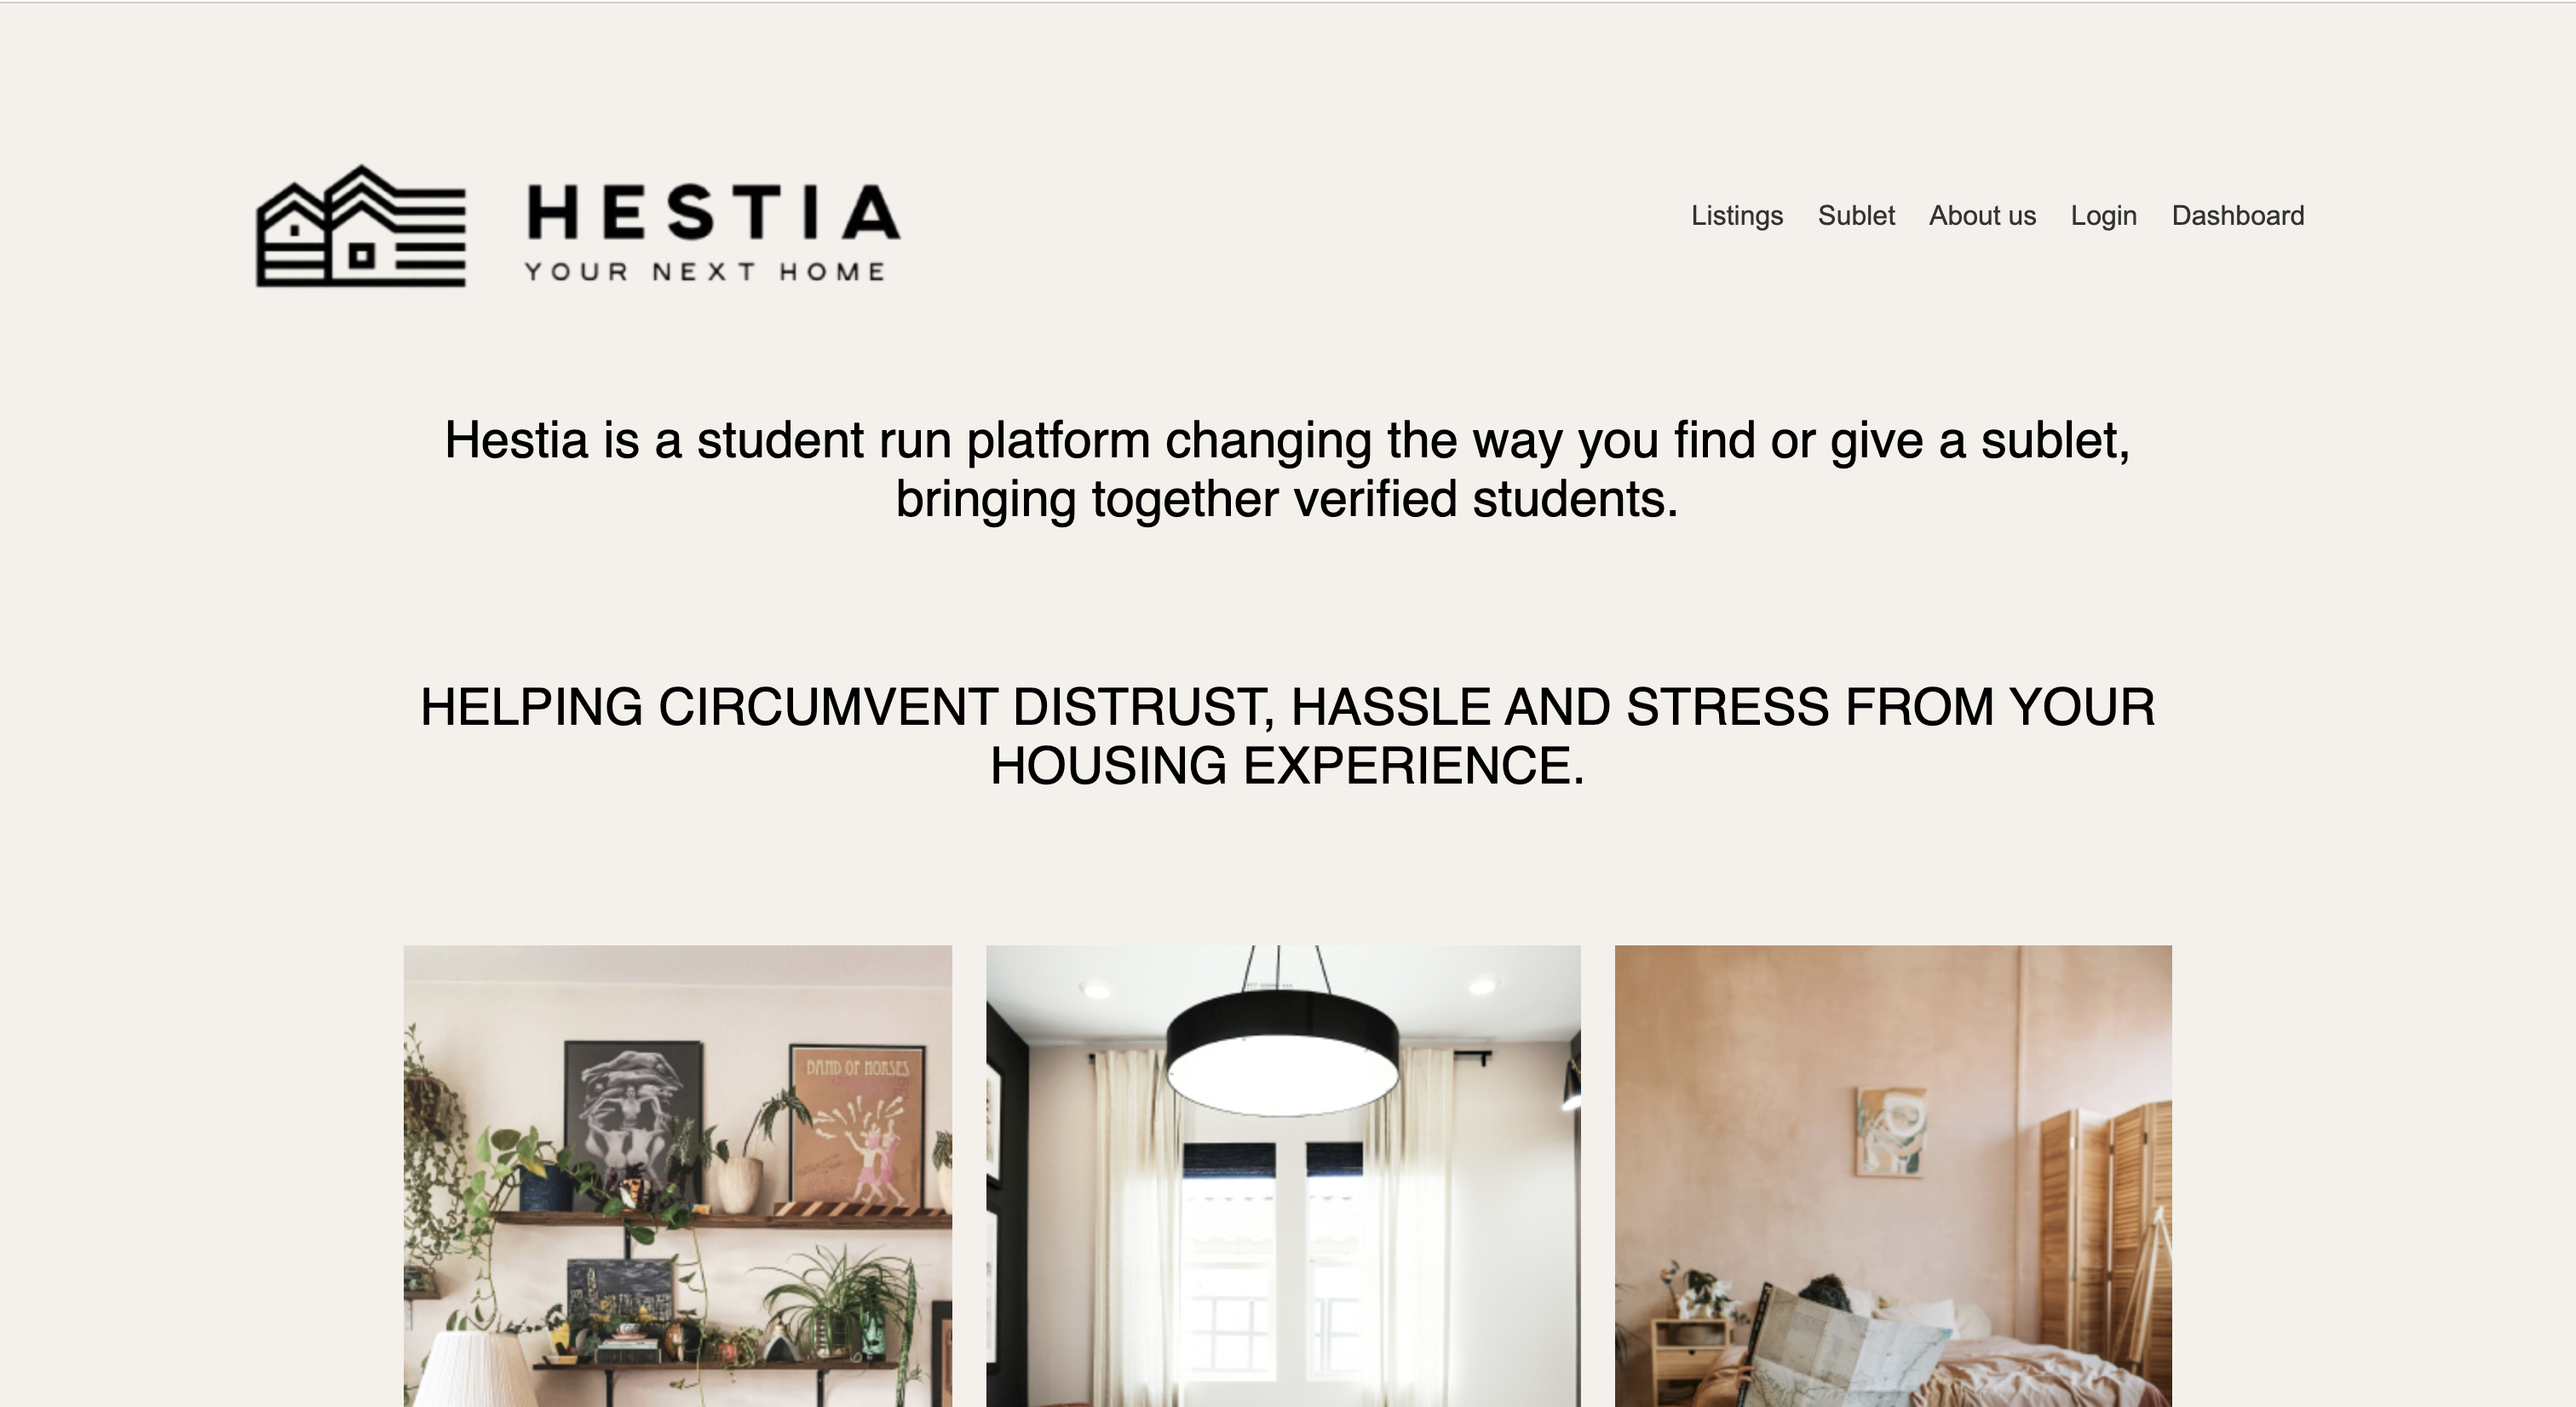 HESTIA
YOUR NEXT HOME
Listings Sublet About us Login Dashboard
Hestia is a student run platform changing the way you find or give a sublet,
bringing together verified students.
HELPING CIRCUMVENT DISTRUST, HASSLE AND STRESS FROM YOUR
HOUSING EXPERIENCE.
BAND OF HORSES